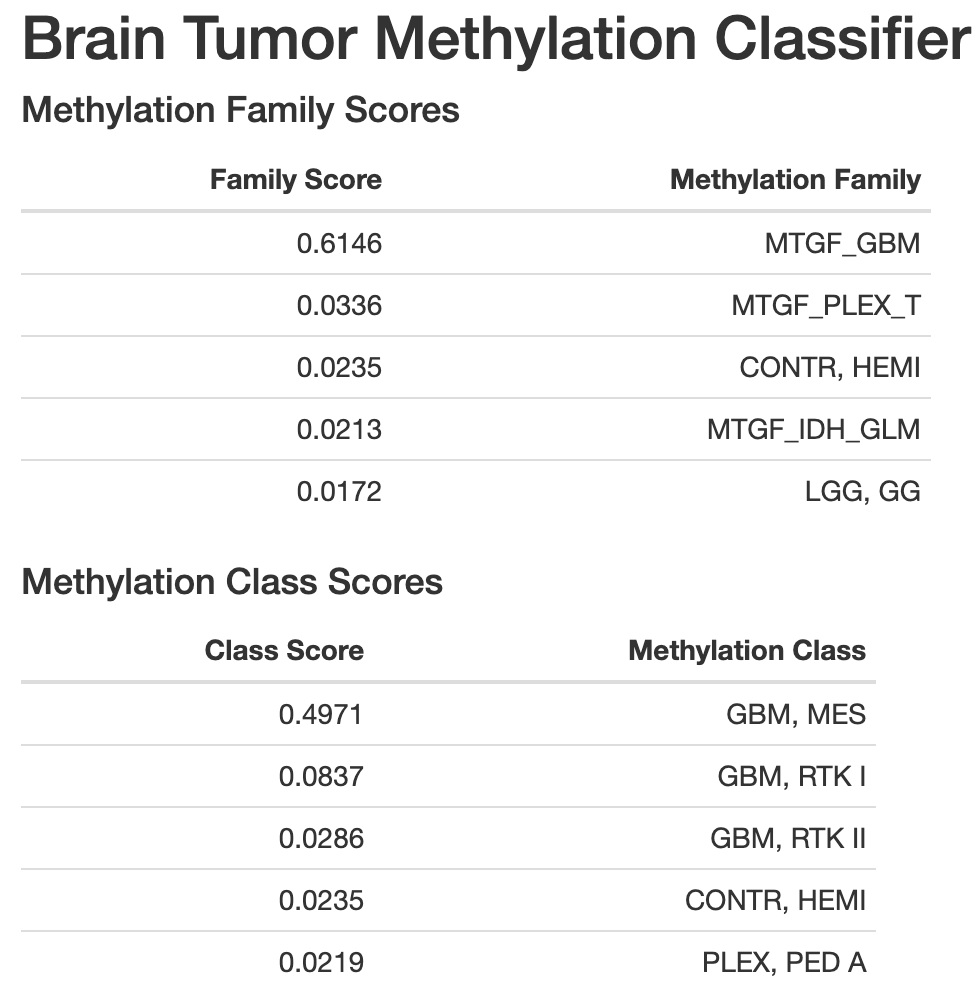 Brain Tumor Methylation Classifier
Methylation Family Scores
Family Score Methylation Family
0.6146 MTGF_GBM
0.0336 MTGF_PLEX_T
0.0235 CONTR, HEMI
0.0213 MTGF_IDH_GLM
0.0172 LGG, GG
Methylation Class Scores
Class Score Methylation Class
0.4971 GBM, MES
0.0837 GBM, RTK I
0.0286 GBM, RTK II
0.0235 CONTR, HEMI
0.0219 PLEX, PED A